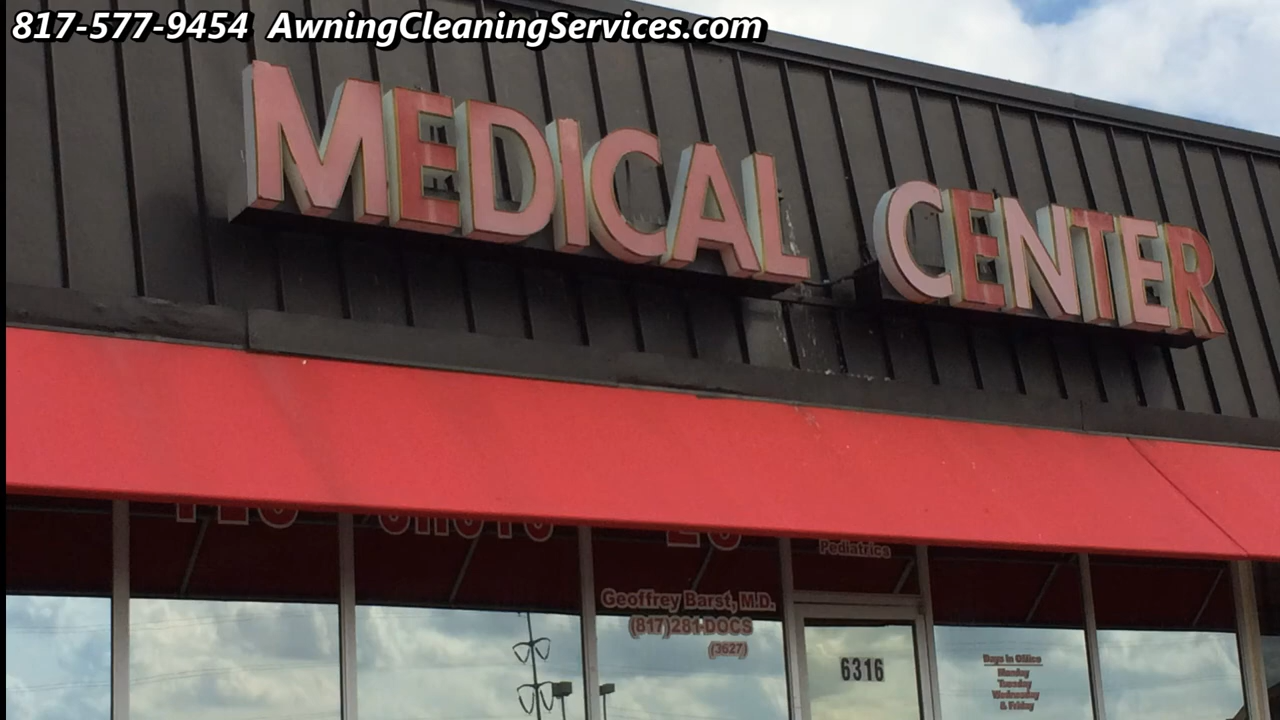 817-577-9454 AwningCleaningServices.com
MEDICAL CENTER
Pediatrics
Geoffrey Barst, M.D.
(817)281-DOCS
(3627)
6316
Days in Office
Monday
Tuesday
Wednesday
& Friday